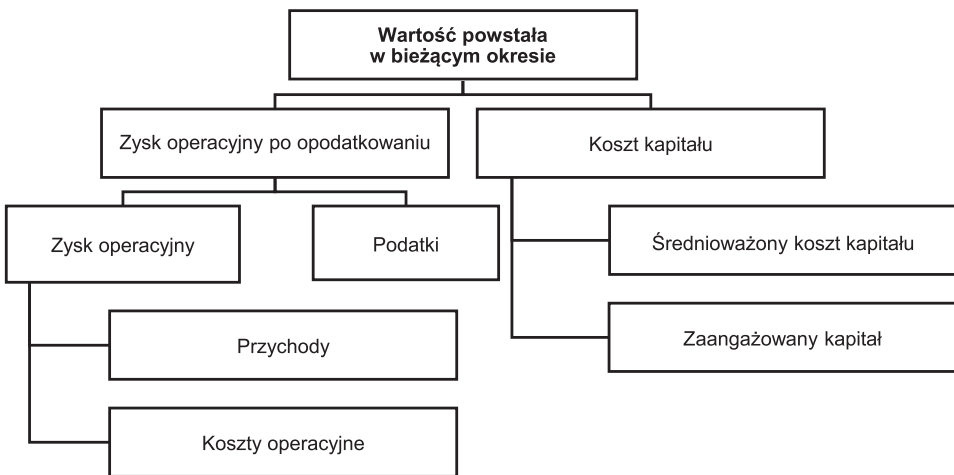 Wartość powstała
w bieżącym okresie
Zysk operacyjny po opodatkowaniu
Koszt kapitału
Zysk operacyjny
Podatki
Średnioważony koszt kapitału
Przychody
Zaangażowany kapitał
Koszty operacyjne